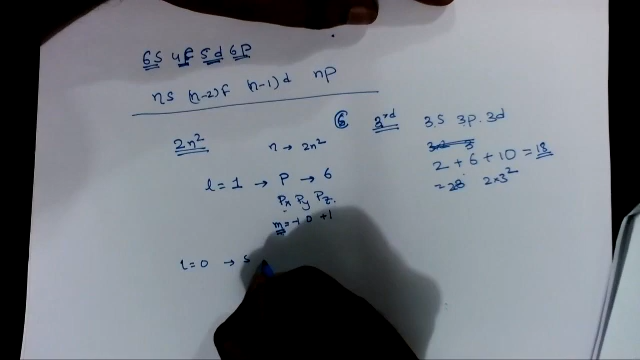 6s 4f 5d 6p
ns (n-2)f (n-1)d np
2n² n → 2n²
l = 1 → P → 6
Px Py Pz
m = -1 0 +1
l = 0 → s
6 3rd 3s 3p 3d
2 + 6 + 10 = 18
= 28 2×3²